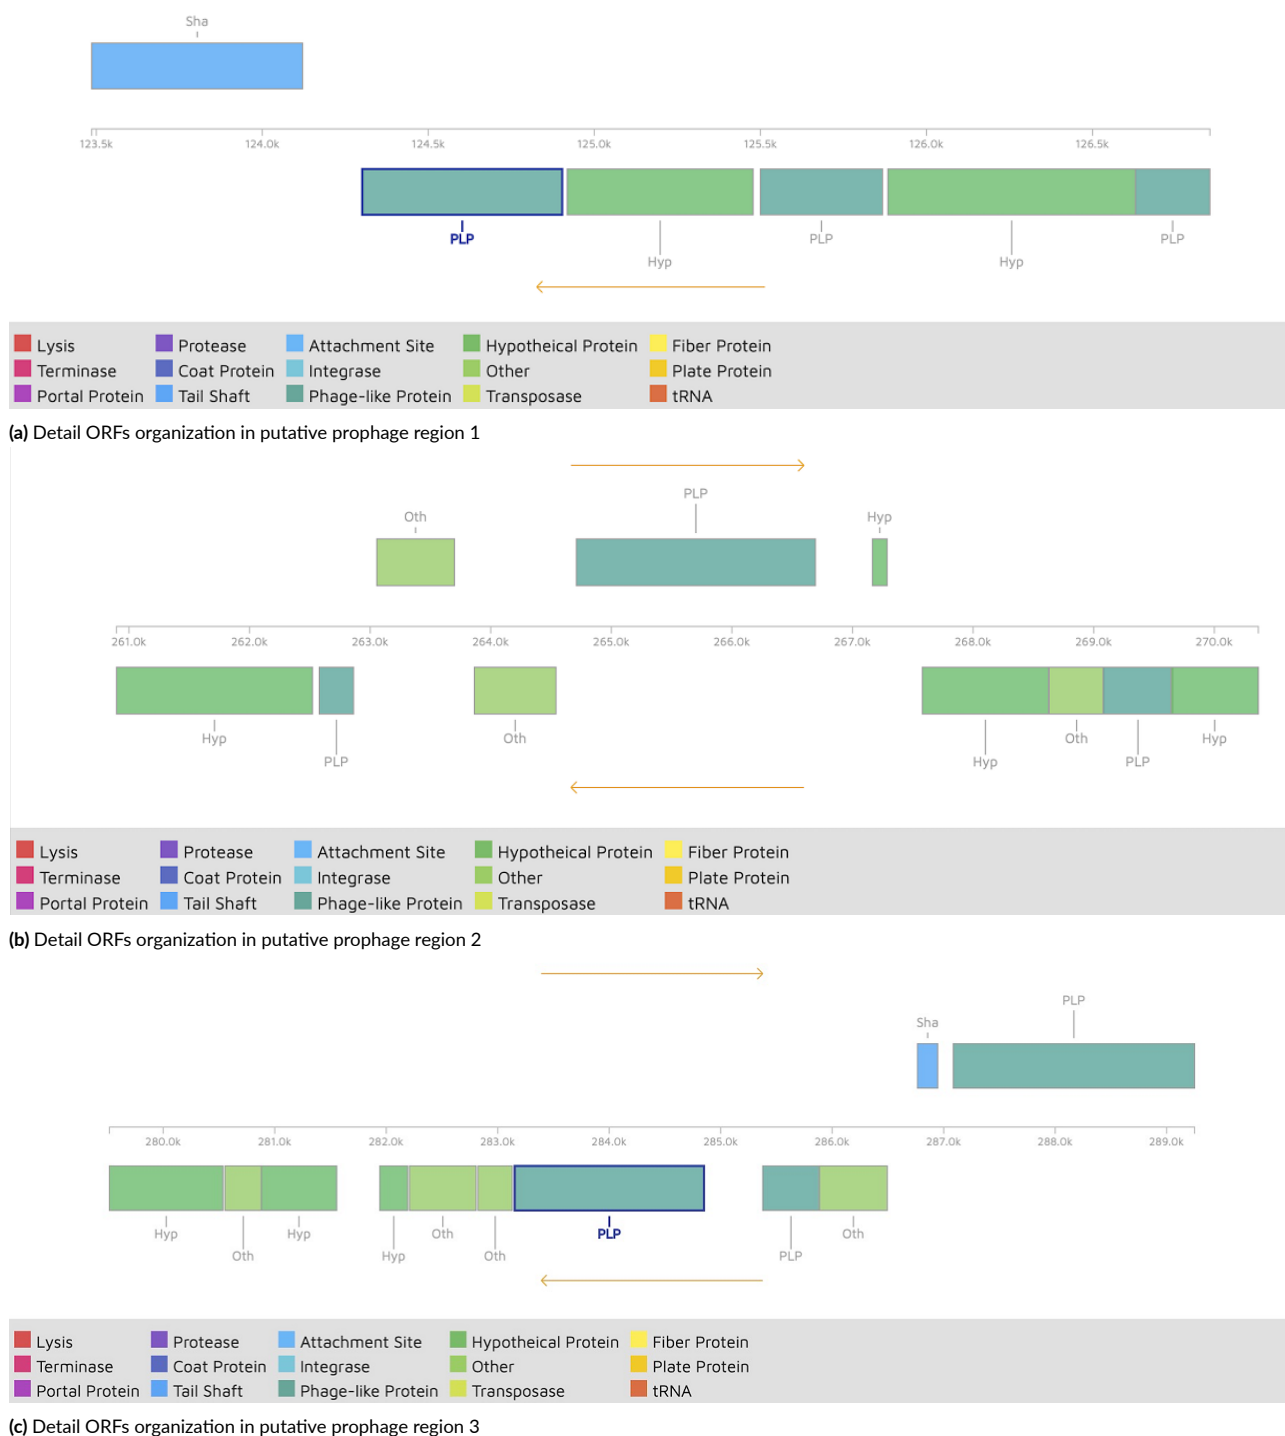 Sha
123.5k 124.0k 124.5k 125.0k 125.5k 126.0k 126.5k
PLP PLP PLP
Hyp Hyp
Lysis Protease Attachment Site Hypotheical Protein Fiber Protein
Terminase Coat Protein Integrase Other Plate Protein
Portal Protein Tail Shaft Phage-like Protein Transposase tRNA
(a) Detail ORFs organization in putative prophage region 1
PLP
Oth Hyp
261.0k 262.0k 263.0k 264.0k 265.0k 266.0k 267.0k 268.0k 269.0k 270.0k
Hyp Oth Oth Hyp
PLP Hyp PLP
Lysis Protease Attachment Site Hypotheical Protein Fiber Protein
Terminase Coat Protein Integrase Other Plate Protein
Portal Protein Tail Shaft Phage-like Protein Transposase tRNA
(b) Detail ORFs organization in putative prophage region 2
PLP
Sha
280.0k 281.0k 282.0k 283.0k 284.0k 285.0k 286.0k 287.0k 288.0k 289.0k
Hyp Hyp Oth PLP Oth
Oth Hyp Oth PLP
Lysis Protease Attachment Site Hypotheical Protein Fiber Protein
Terminase Coat Protein Integrase Other Plate Protein
Portal Protein Tail Shaft Phage-like Protein Transposase tRNA
(c) Detail ORFs organization in putative prophage region 3